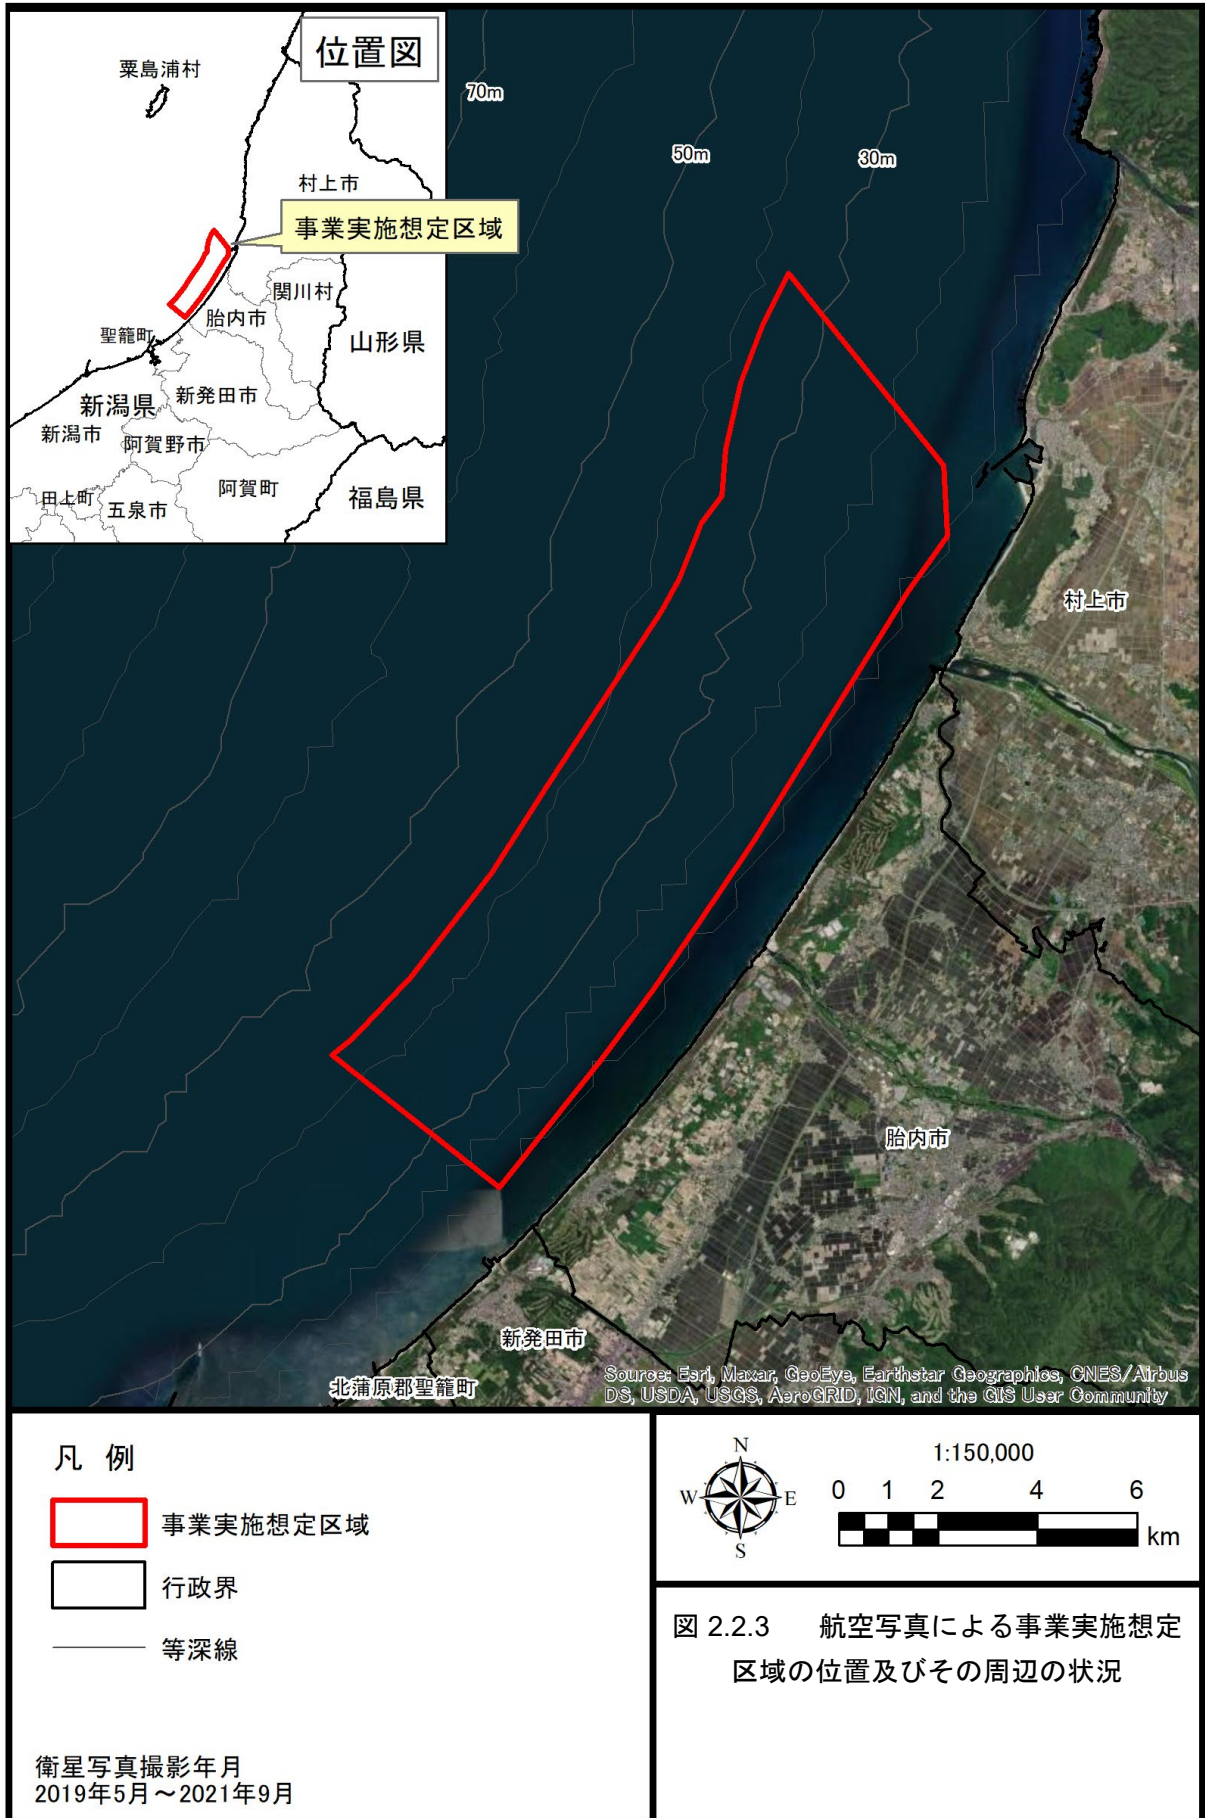 位置図
粟島浦村
村上市
事業実施想定区域
関川村
胎内市
聖籠町
山形県
新発田市
新潟県
新潟市
阿賀野市
阿賀町
福島県
田上町
五泉市
70m
50m
30m
村上市
胎内市
新発田市
北蒲原郡聖籠町
Source: Esri, Maxar, GeoEye, Earthstar Geographics, CNES/Airbus
DS, USDA, USGS, AeroGRID, IGN, and the GIS User Community
凡 例
事業実施想定区域
行政界
等深線
衛星写真撮影年月
2019年5月~2021年9月
N
W E
S
1:150,000
0 1 2 4 6
km
図 2.2.3 航空写真による事業実施想定
区域の位置及びその周辺の状況